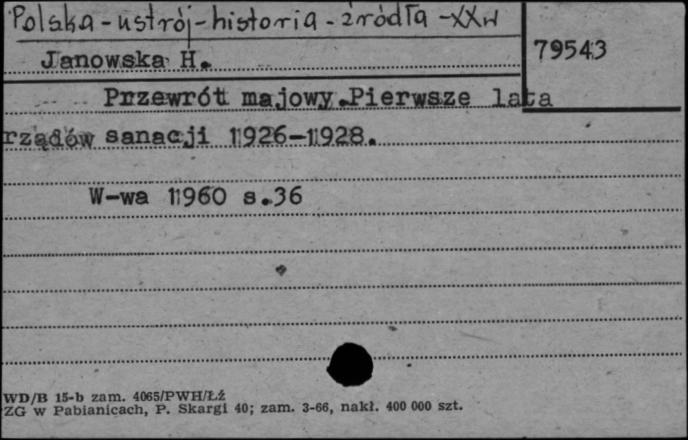 Polska - ustrój - historia - źródła - XXw
Janowska H.
79543
Przewrót majowy.Pierwsze lata
rządów sanacji 1926-1928.
W-wa 1960 s.36
WD/B 15-b zam. 4065/PWH/Łź
ZG w Pabianicach, P. Skargi 40; zam. 3-66, nakł. 400 000 szt.